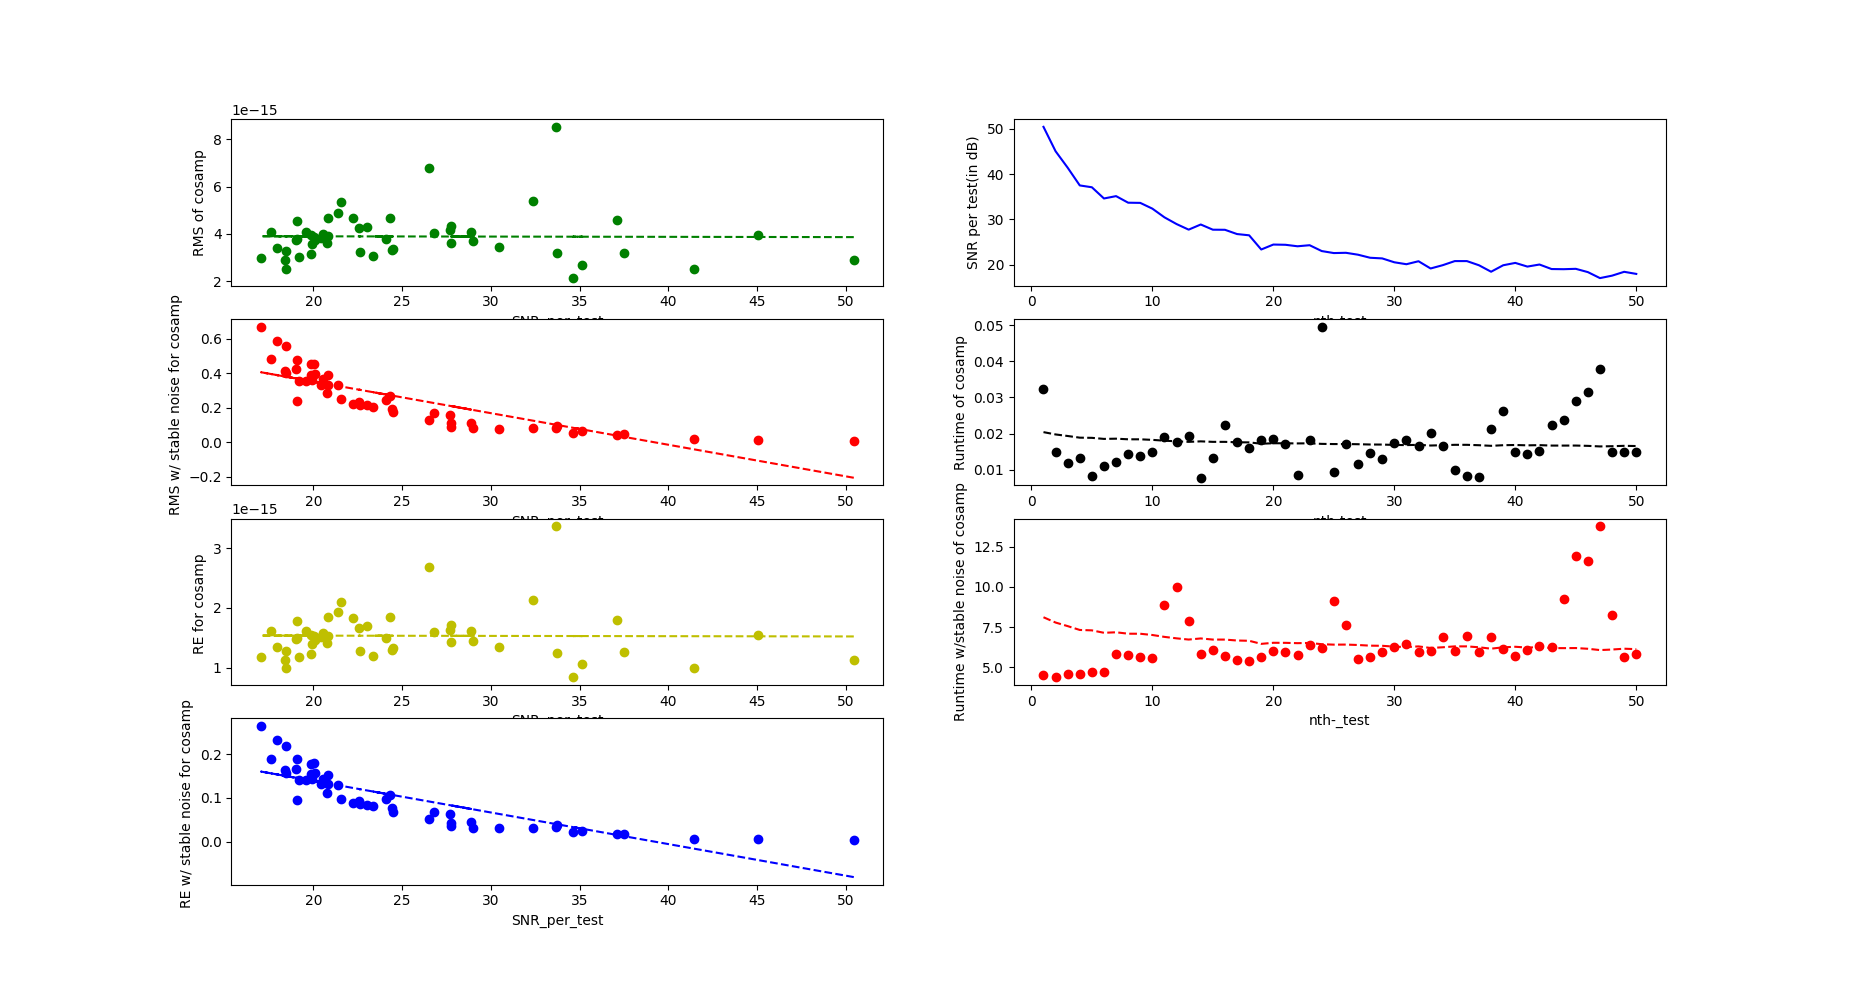 1e−15
RMS of cosamp
8
6
4
2
20 25 30 35 40 45 50
RMS w/ stable noise for cosamp
0.6
0.4
0.2
0.0
−0.2
20 25 30 35 40 45 50
1e−15
RE for cosamp
3
2
1
20 25 30 35 40 45 50
RE w/ stable noise for cosamp
0.2
0.1
0.0
20 25 30 35 40 45 50
SNR_per_test
SNR per test(in dB)
50
40
30
20
0 10 20 30 40 50
Runtime of cosamp
0.05
0.04
0.03
0.02
0.01
0 10 20 30 40 50
Runtime w/stable noise of cosamp
12.5
10.0
7.5
5.0
0 10 20 30 40 50
nth-_test